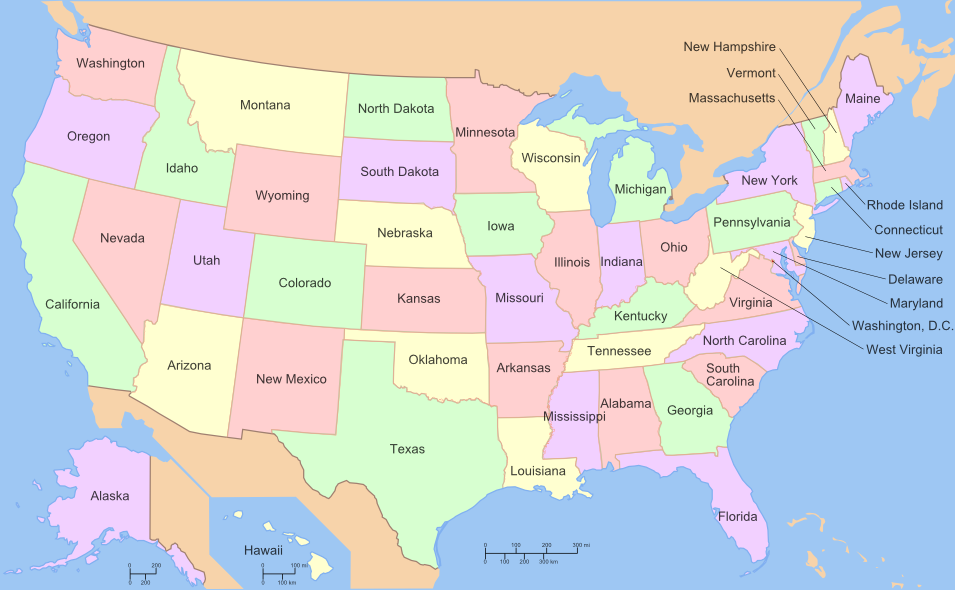 New Hampshire
Vermont
Massachusetts
Washington
Montana
North Dakota
Minnesota
Maine
Oregon
Idaho
Wisconsin
South Dakota
Michigan
New York
Wyoming
Rhode Island
Iowa
Pennsylvania
Connecticut
Nebraska
Nevada
Ohio
New Jersey
Utah
Illinois
Indiana
Delaware
Colorado
California
Kansas
Missouri
Virginia
Maryland
Kentucky
Washington, D.C.
North Carolina
West Virginia
Tennessee
Oklahoma
Arizona
Arkansas
South
Carolina
New Mexico
Alabama
Georgia
Mississippi
Texas
Louisiana
Alaska
Florida
Hawaii
0 100 200 300 mi
0 100 200 300 km
0 200
0 200
0 100 mi
0 100 km